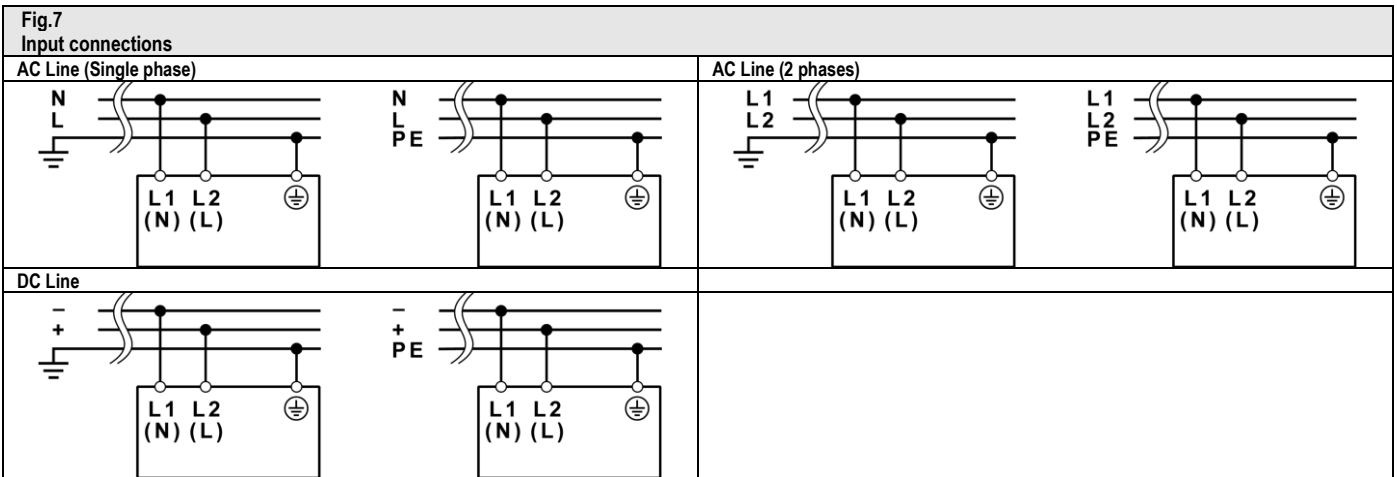 Fig.7
Input connections
AC Line (Single phase)
N
L
L1 L2
(N) (L)
N
L
PE
L1 L2
(N) (L)
AC Line (2 phases)
L1
L2
L1 L2
(N) (L)
L1
L2
PE
L1 L2
(N) (L)
DC Line
–
+
L1 L2
(N) (L)
–
+
PE
L1 L2
(N) (L)